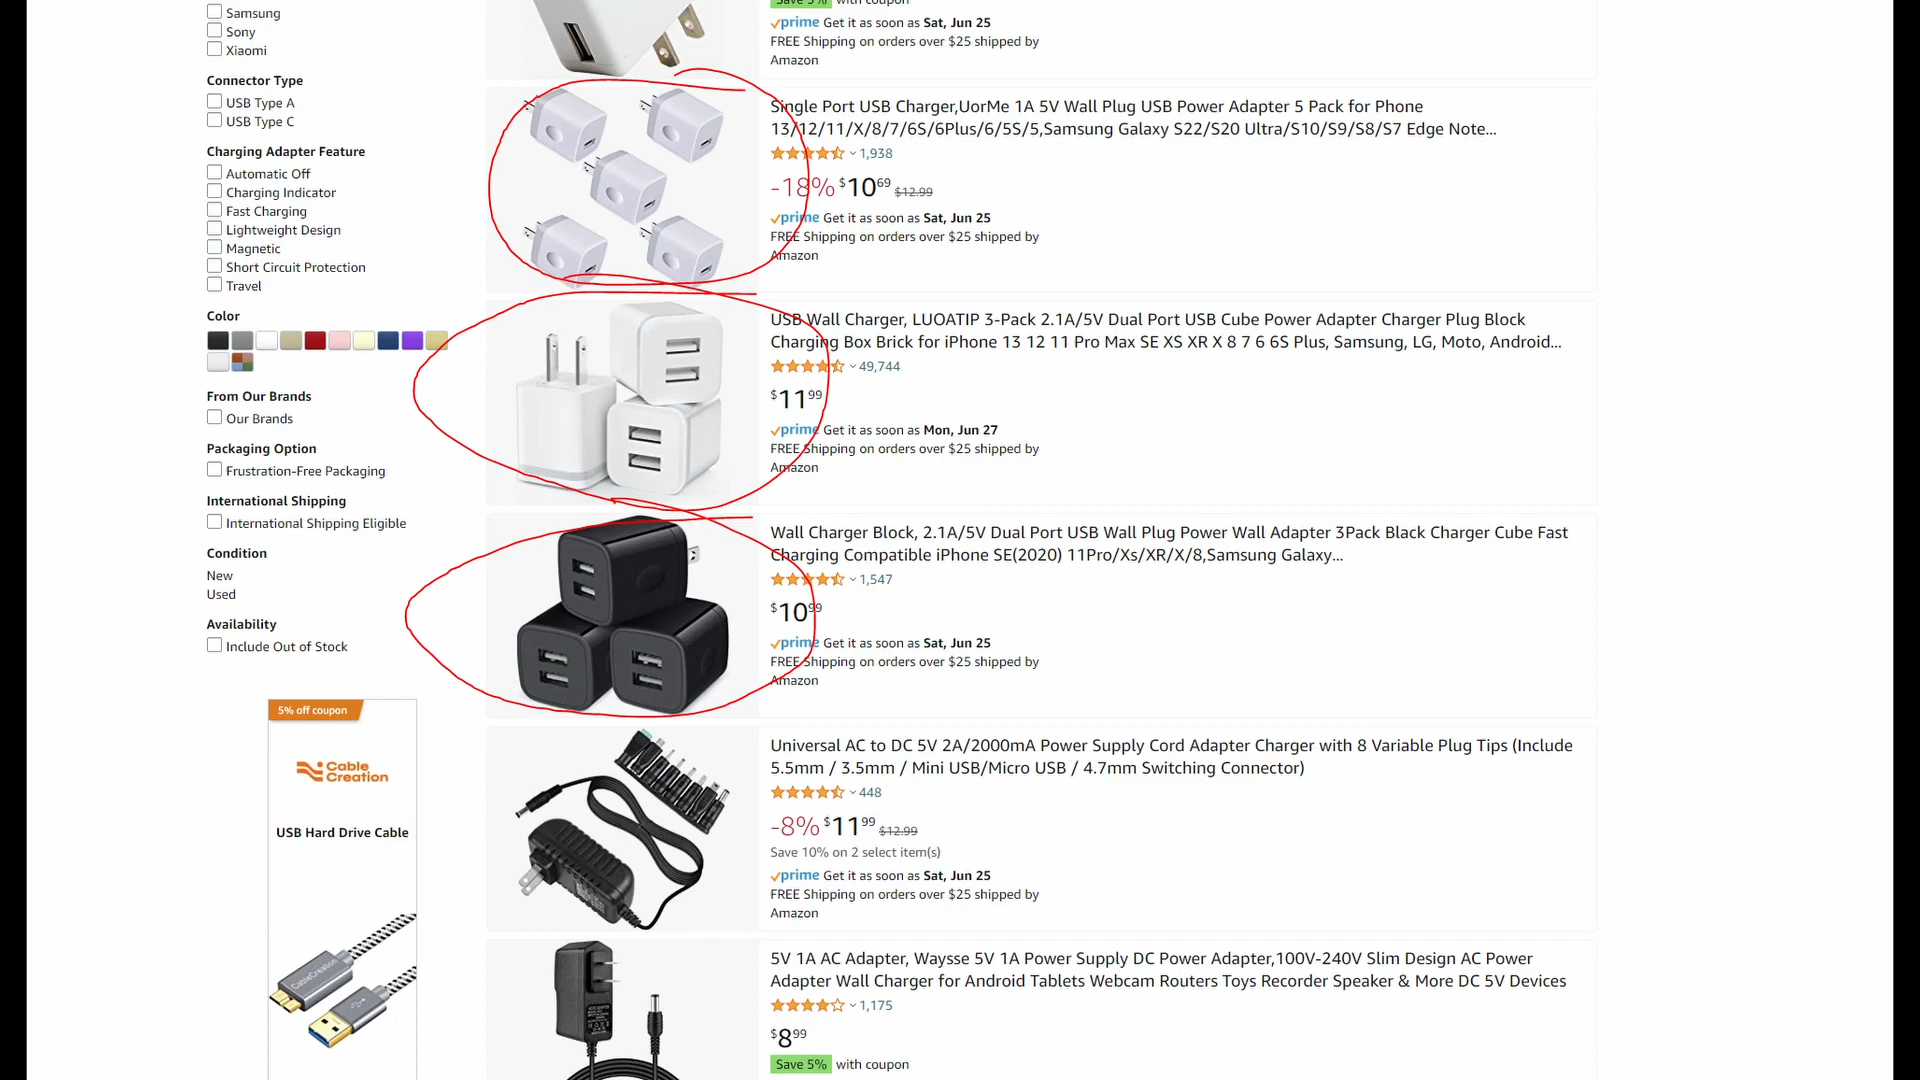 Samsung
Sony
Xiaomi
Connector Type
USB Type A
USB Type C
Charging Adapter Feature
Automatic Off
Charging Indicator
Fast Charging
Lightweight Design
Magnetic
Short Circuit Protection
Travel
Color
From Our Brands
Our Brands
Packaging Option
Frustration-Free Packaging
International Shipping
International Shipping Eligible
Condition
New
Used
Availability
Include Out of Stock
5% off coupon
Cable
Creation
USB Hard Drive Cable
CableCreation
Save 5% with coupon
prime Get it as soon as Sat, Jun 25
FREE Shipping on orders over $25 shipped by
Amazon
Single Port USB Charger,UorMe 1A 5V Wall Plug USB Power Adapter 5 Pack for Phone
13/12/11/X/8/7/6S/6Plus/6/5S/5,Samsung Galaxy S22/S20 Ultra/S10/S9/S8/S7 Edge Note...
1,938
-18% $1069 $12.99
prime Get it as soon as Sat, Jun 25
FREE Shipping on orders over $25 shipped by
Amazon
USB Wall Charger, LUOATIP 3-Pack 2.1A/5V Dual Port USB Cube Power Adapter Charger Plug Block
Charging Box Brick for iPhone 13 12 11 Pro Max SE XS XR X 8 7 6 6S Plus, Samsung, LG, Moto, Android...
49,744
$1199
prime Get it as soon as Mon, Jun 27
FREE Shipping on orders over $25 shipped by
Amazon
Wall Charger Block, 2.1A/5V Dual Port USB Wall Plug Power Wall Adapter 3Pack Black Charger Cube Fast
Charging Compatible iPhone SE(2020) 11Pro/Xs/XR/X/8,Samsung Galaxy...
1,547
$1099
prime Get it as soon as Sat, Jun 25
FREE Shipping on orders over $25 shipped by
Amazon
Universal AC to DC 5V 2A/2000mA Power Supply Cord Adapter Charger with 8 Variable Plug Tips (Include
5.5mm / 3.5mm / Mini USB/Micro USB / 4.7mm Switching Connector)
448
-8% $1199 $12.99
Save 10% on 2 select item(s)
prime Get it as soon as Sat, Jun 25
FREE Shipping on orders over $25 shipped by
Amazon
5V 1A AC Adapter, Waysse 5V 1A Power Supply DC Power Adapter,100V-240V Slim Design AC Power
Adapter Wall Charger for Android Tablets Webcam Routers Toys Recorder Speaker & More DC 5V Devices
1,175
$899
Save 5% with coupon